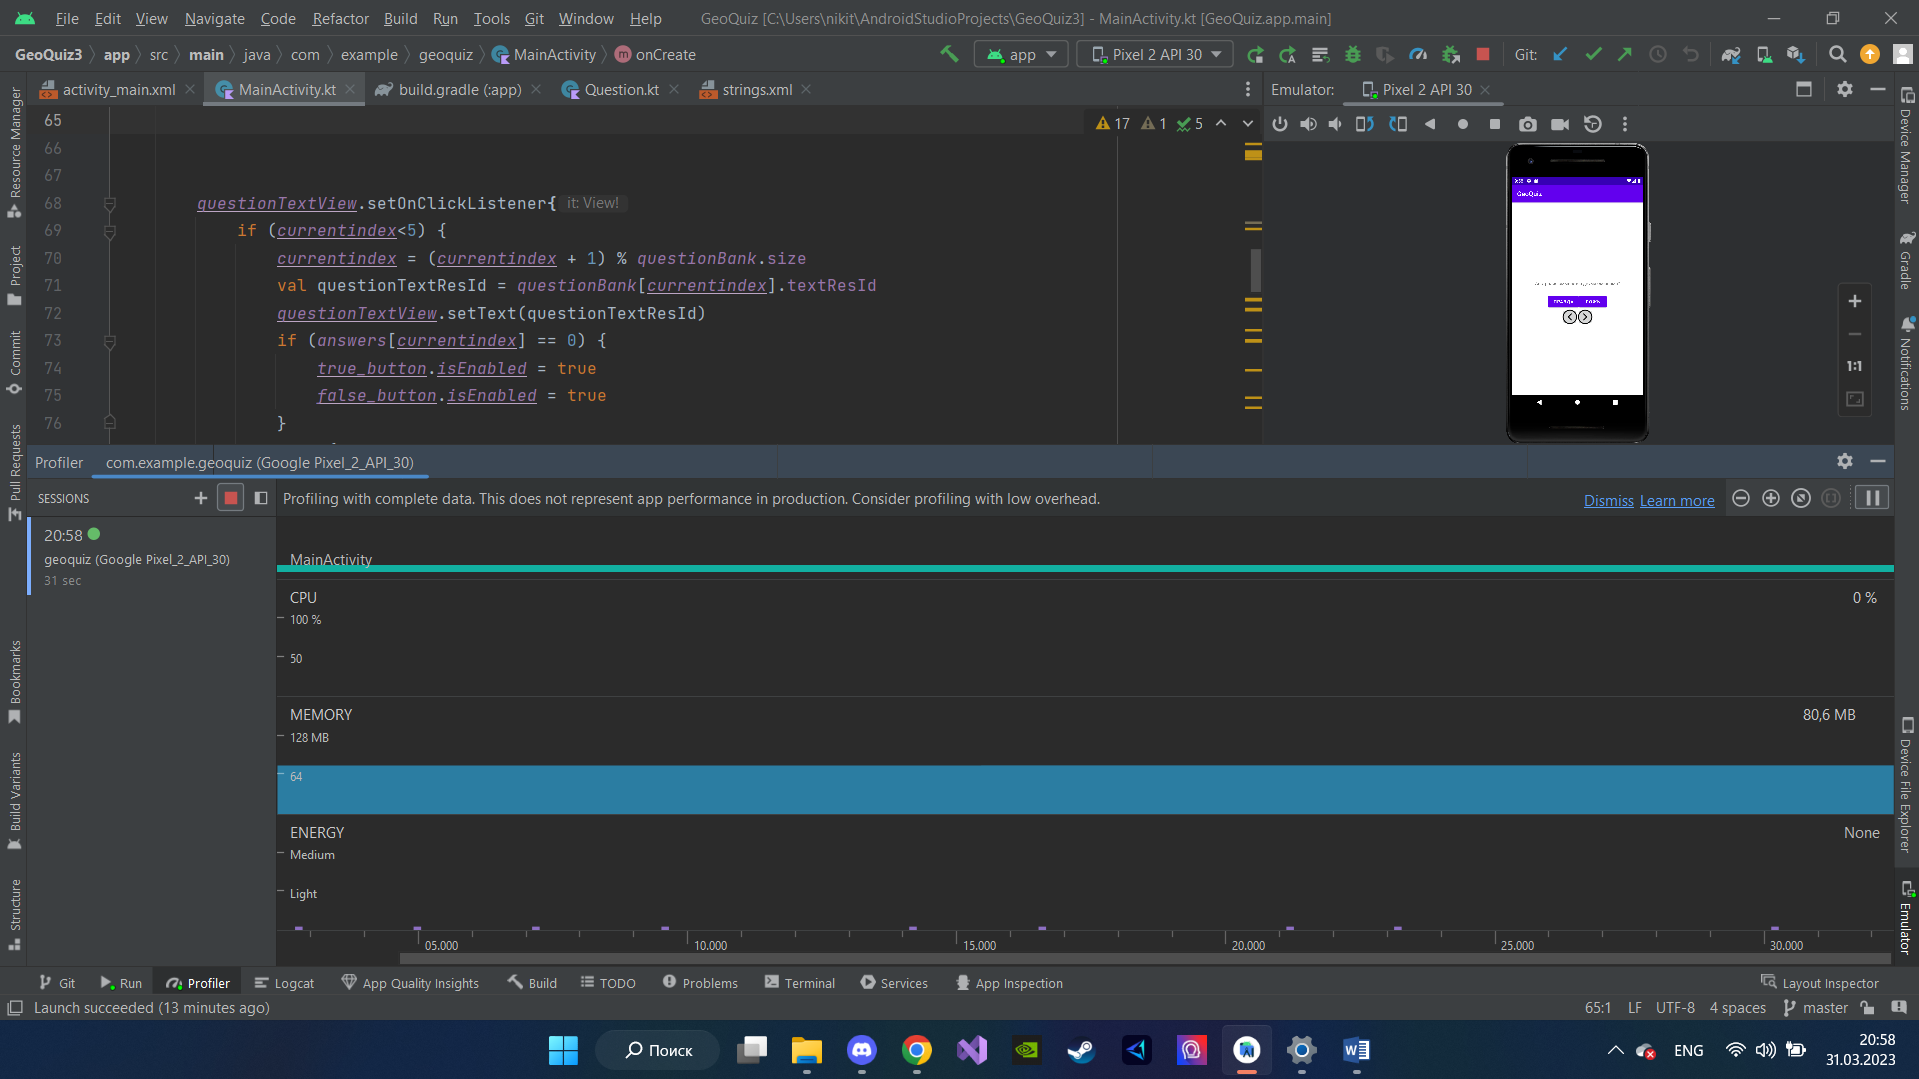 File Edit View Navigate Code Refactor Build Run Tools Git Window Help GeoQuiz [C:\Users\nikit\AndroidStudioProjects\GeoQuiz3] - MainActivity.kt [GeoQuiz.app.main]
GeoQuiz3 app src main java com example geoquiz MainActivity onCreate app Pixel 2 API 30 Git:
activity_main.xml MainActivity.kt build.gradle (:app) Question.kt strings.xml Emulator: Pixel 2 API 30
65
17 1 5
66
67
68 questionTextView.setOnClickListener{ it: View!
69 if (currentindex<5) {
70 currentindex = (currentindex + 1) % questionBank.size
71 val questionTextResId = questionBank[currentindex].textResId
72 questionTextView.setText(questionTextResId)
73 if (answers[currentindex] == 0) {
74 true_button.isEnabled = true
75 false_button.isEnabled = true
76 }
GeoQuiz
1:1
Resource Manager
Project
Commit
Pull Requests
Bookmarks
Build Variants
Structure
Device Manager
Gradle
Notifications
Device File Explorer
Emulator
Profiler com.example.geoquiz (Google Pixel_2_API_30)
SESSIONS
Profiling with complete data. This does not represent app performance in production. Consider profiling with low overhead. Dismiss Learn more
20:58
geoquiz (Google Pixel_2_API_30)
31 sec
MainActivity
CPU 0 %
100 %
50
MEMORY 80,6 MB
128 MB
64
ENERGY None
Medium
Light
05.000 10.000 15.000 20.000 25.000 30.000
Git Run Profiler Logcat App Quality Insights Build TODO Problems Terminal Services App Inspection Layout Inspector
Launch succeeded (13 minutes ago) 65:1 LF UTF-8 4 spaces master
Поиск ENG 20:58
31.03.2023